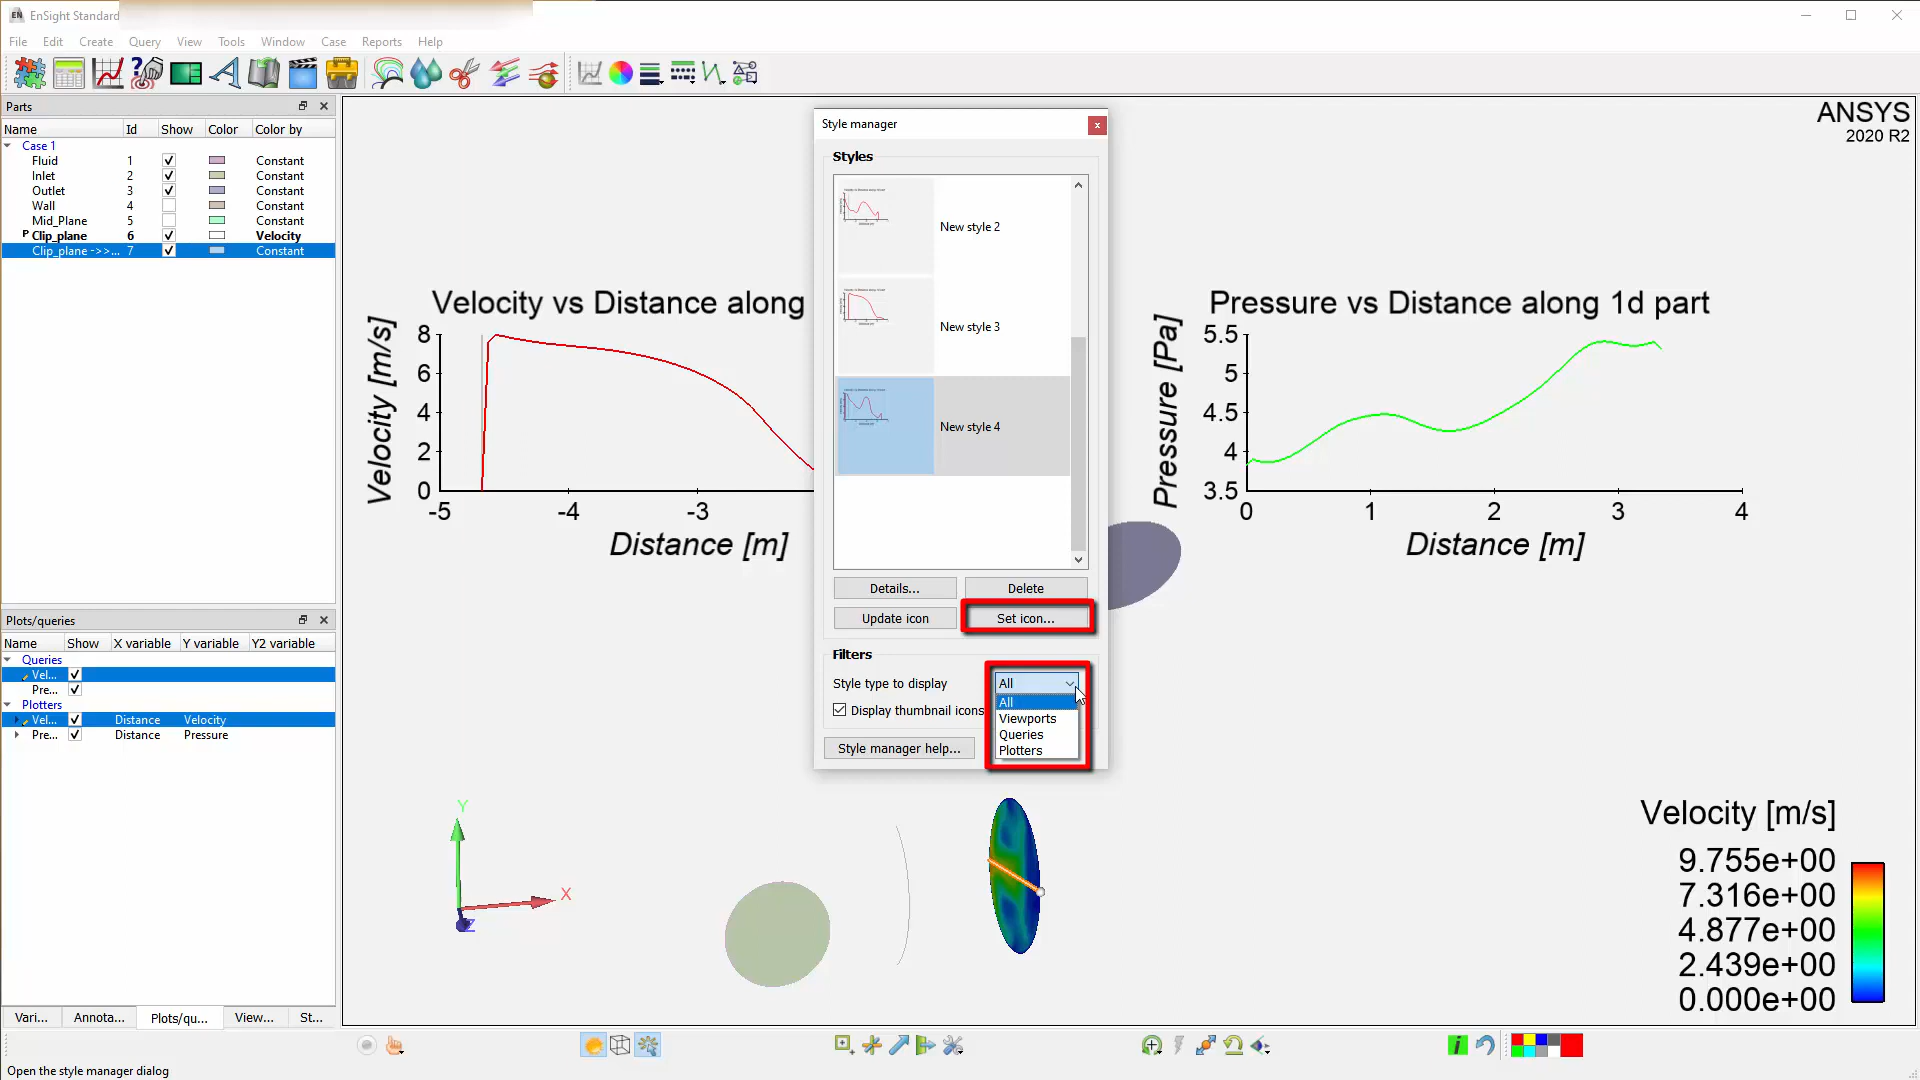 EN EnSight Standard
File Edit Create Query View Tools Window Case Reports Help
Parts
Name Id Show Color Color by
Case 1
Fluid 1 Constant
Inlet 2 Constant
Outlet 3 Constant
Wall 4 Constant
Mid_Plane 5 Constant
P Clip_plane 6 Velocity
Clip_plane ->>... 7 Constant
Plots/queries
Name Show X variable Y variable Y2 variable
Queries
Vel...
Pre...
Plotters
Vel... Distance Velocity
Pre... Distance Pressure
Vari... Annota... Plots/qu... View... St...
Open the style manager dialog
ANSYS
2020 R2
Velocity vs Distance along
Velocity [m/s]
8
6
4
2
0
-5 -4 -3
Distance [m]
Style manager
Styles
New style 2
New style 3
New style 4
Details... Delete
Update icon Set icon...
Filters
Style type to display All
All
Display thumbnail icons
Viewports
Queries
Plotters
Style manager help...
Pressure vs Distance along 1d part
Pressure [Pa]
5.5
5
4.5
4
3.5
0 1 2 3 4
Distance [m]
Y
X
Z
Velocity [m/s]
9.755e+00
7.316e+00
4.877e+00
2.439e+00
0.000e+00